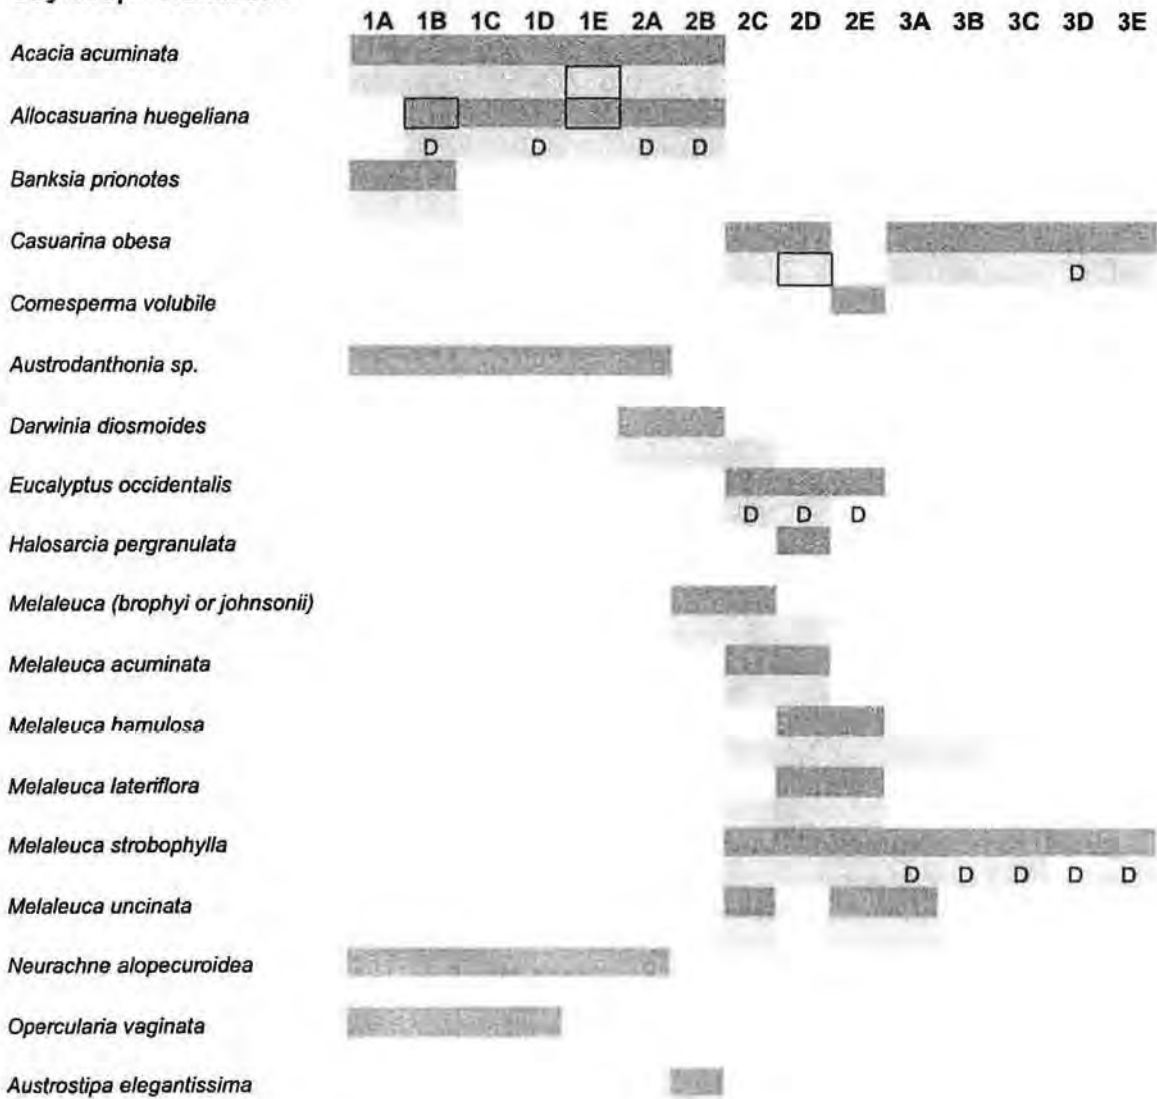 1A 1B 1C 1D 1E 2A 2B 2C 2D 2E 3A 3B 3C 3D 3E
Acacia acuminata
Allocasuarina huegeliana
D D D D
Banksia prionotes
Casuarina obesa
D
Comesperma volubile
Austrodanthonia sp.
Darwinia diosmoides
Eucalyptus occidentalis
D D D
Halosarcia pergranulata
Melaleuca (brophyi or johnsonii)
Melaleuca acuminata
Melaleuca hamulosa
Melaleuca lateriflora
Melaleuca strobophylla
D D D D D
Melaleuca uncinata
Neurachne alopecuroidea
Opercularia vaginata
Austrostipa elegantissima